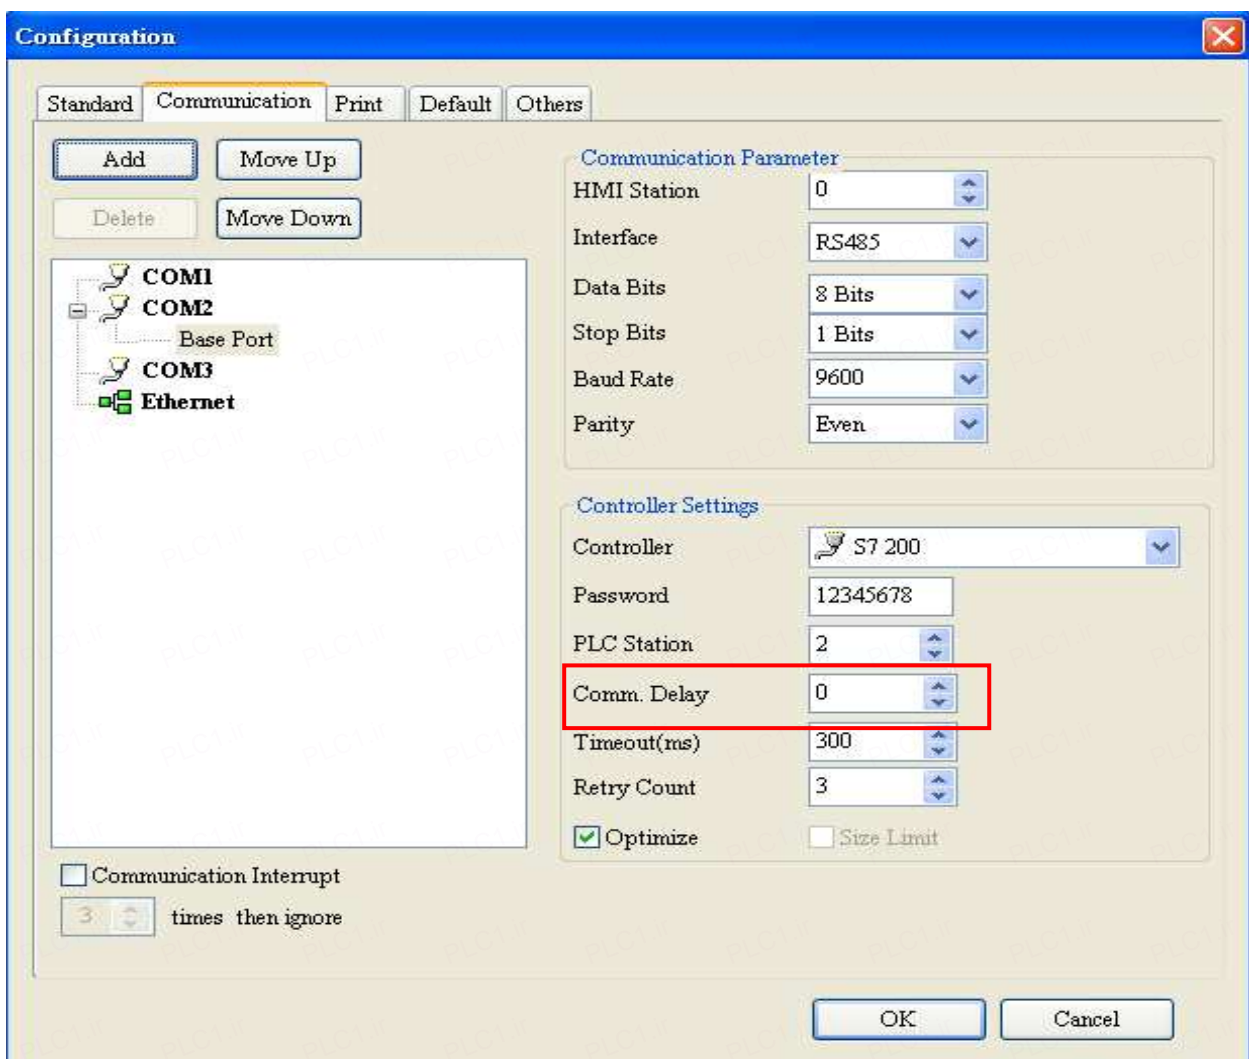 Configuration
Standard Communication Print Default Others
Add Move Up
Delete Move Down
COM1
COM2
Base Port
COM3
Ethernet
Communication Interrupt
3 times then ignore
Communication Parameter
HMI Station 0
Interface RS485
Data Bits 8 Bits
Stop Bits 1 Bits
Baud Rate 9600
Parity Even
Controller Settings
Controller S7 200
Password 12345678
PLC Station 2
Comm. Delay 0
Timeout(ms) 300
Retry Count 3
Optimize Size Limit
OK Cancel